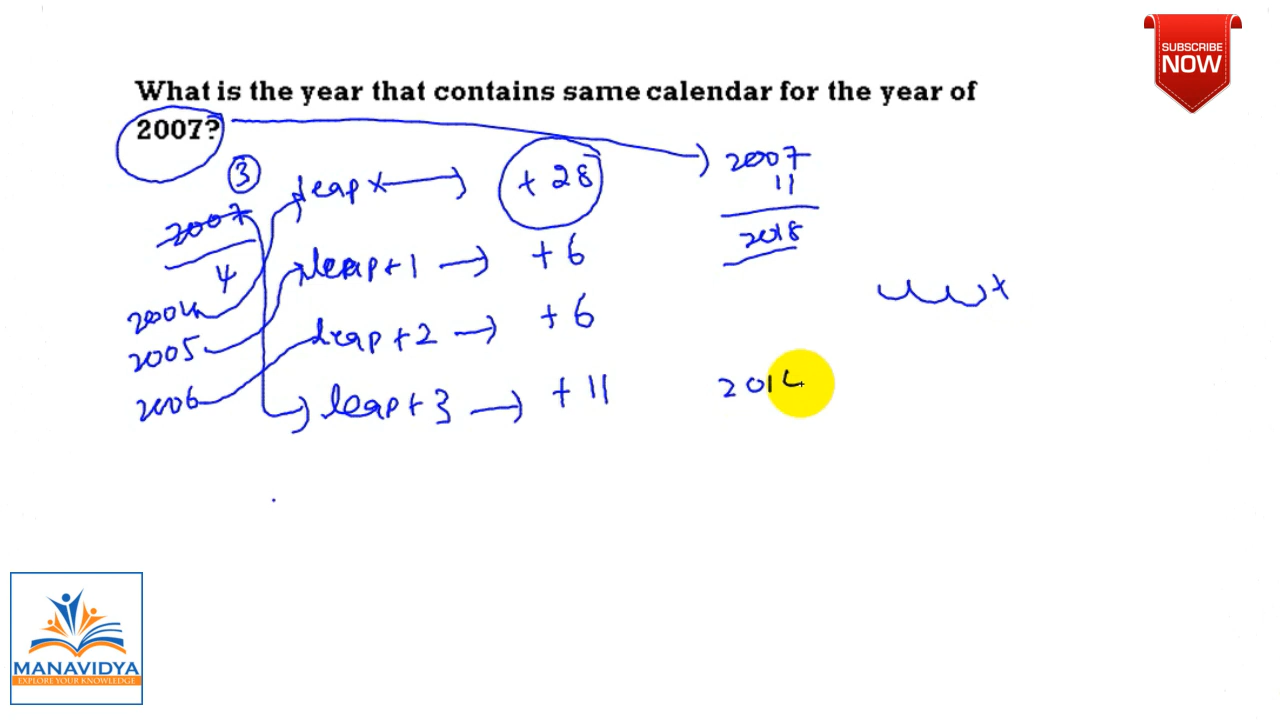 SUBSCRIBE
NOW
What is the year that contains same calendar for the year of
2007?
3
2007
4
2004
2005
2006
leap x → + 28
leap + 1 → + 6
leap + 2 → + 6
leap + 3 → + 11
2007
11
2018
2014
MANAVIDYA
EXPLORE YOUR KNOWLEDGE